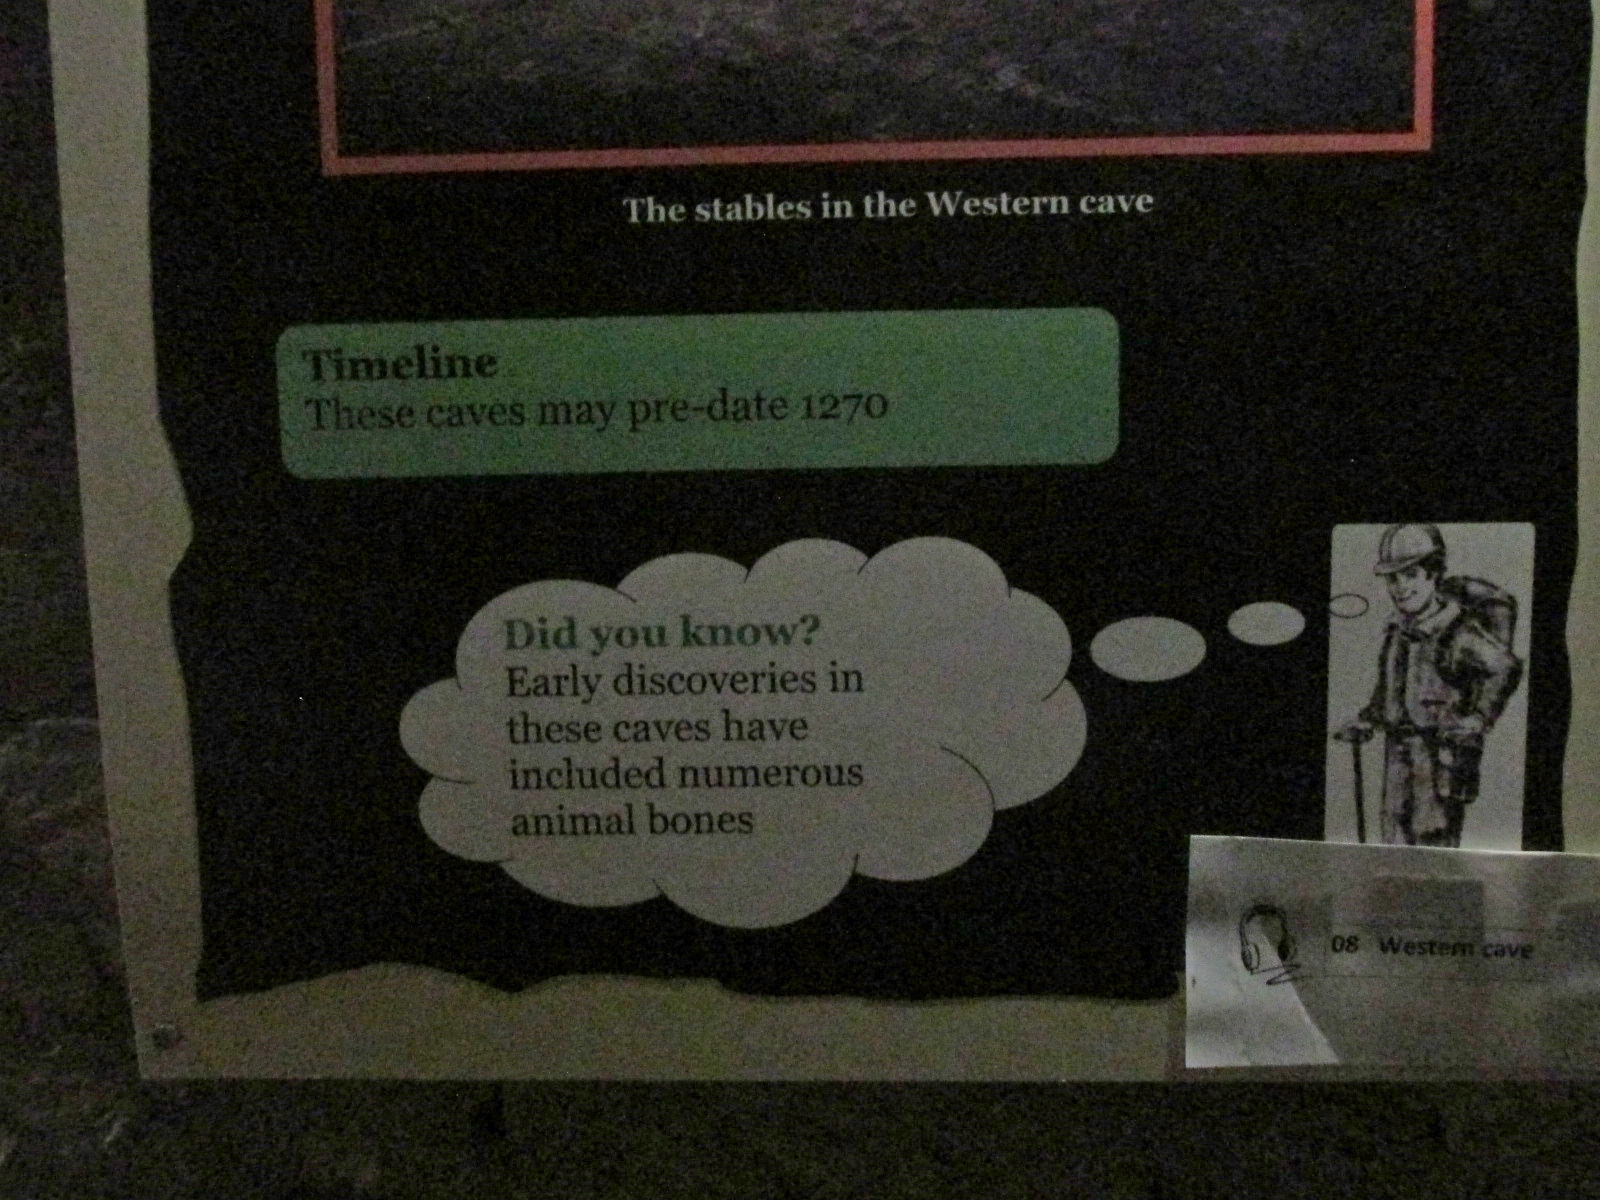 The stables in the Western cave
Timeline
These caves may pre-date 1270
Did you know?
Early discoveries in
these caves have
included numerous
animal bones
08 Western cave